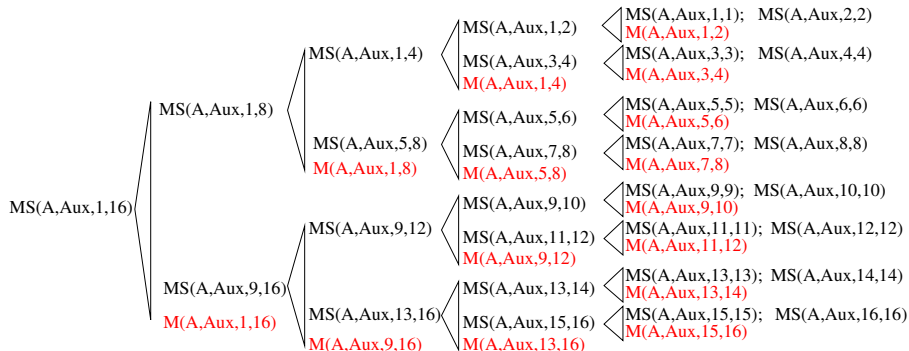 MS(A,Aux,1,16)
MS(A,Aux,1,8)
MS(A,Aux,9,16)
M(A,Aux,1,16)
MS(A,Aux,1,4)
MS(A,Aux,5,8)
M(A,Aux,1,8)
MS(A,Aux,9,12)
MS(A,Aux,13,16)
M(A,Aux,9,16)
MS(A,Aux,1,2)
MS(A,Aux,3,4)
M(A,Aux,1,4)
MS(A,Aux,5,6)
MS(A,Aux,7,8)
M(A,Aux,5,8)
MS(A,Aux,9,10)
MS(A,Aux,11,12)
M(A,Aux,9,12)
MS(A,Aux,13,14)
MS(A,Aux,15,16)
M(A,Aux,13,16)
MS(A,Aux,1,1); MS(A,Aux,2,2)
M(A,Aux,1,2)
MS(A,Aux,3,3); MS(A,Aux,4,4)
M(A,Aux,3,4)
MS(A,Aux,5,5); MS(A,Aux,6,6)
M(A,Aux,5,6)
MS(A,Aux,7,7); MS(A,Aux,8,8)
M(A,Aux,7,8)
MS(A,Aux,9,9); MS(A,Aux,10,10)
M(A,Aux,9,10)
MS(A,Aux,11,11); MS(A,Aux,12,12)
M(A,Aux,11,12)
MS(A,Aux,13,13); MS(A,Aux,14,14)
M(A,Aux,13,14)
MS(A,Aux,15,15); MS(A,Aux,16,16)
M(A,Aux,15,16)